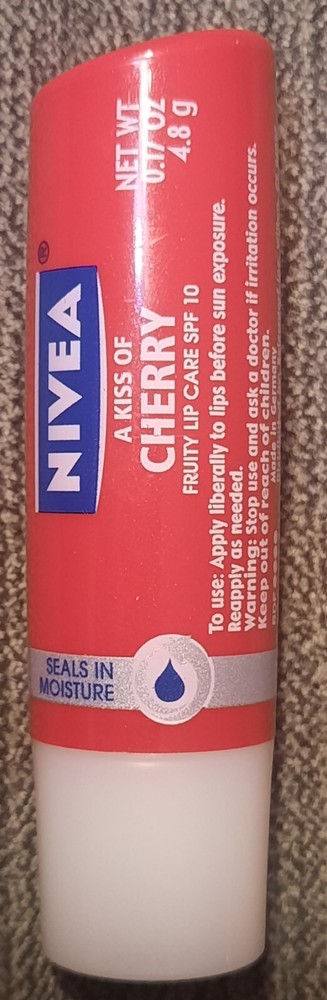 NIVEA
®
A KISS OF
CHERRY
FRUITY LIP CARE SPF 10
NET WT
0.17 OZ
4.8 g
To use: Apply liberally to lips before sun exposure.
Reapply as needed.
Warning: Stop use and ask a doctor if irritation occurs.
Keep out of reach of children.
Made in Germany
SEALS IN
MOISTURE